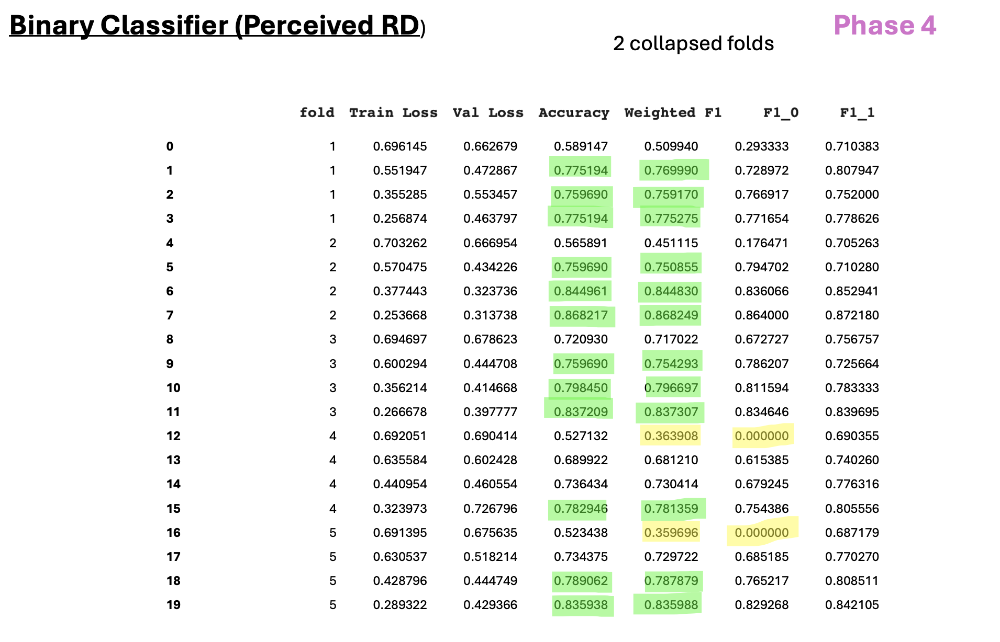 Binary Classifier (Perceived RD)
Phase 4
2 collapsed folds
fold Train Loss Val Loss Accuracy Weighted F1 F1_0 F1_1
0 1 0.696145 0.662679 0.589147 0.509940 0.293333 0.710383
1 1 0.551947 0.472867 0.775194 0.769990 0.728972 0.807947
2 1 0.355285 0.553457 0.759690 0.759170 0.766917 0.752000
3 1 0.256874 0.463797 0.775194 0.775275 0.771654 0.778626
4 2 0.703262 0.666954 0.565891 0.451115 0.176471 0.705263
5 2 0.570475 0.434226 0.759690 0.750855 0.794702 0.710280
6 2 0.377443 0.323736 0.844961 0.844830 0.836066 0.852941
7 2 0.253668 0.313738 0.868217 0.868249 0.864000 0.872180
8 3 0.694697 0.678623 0.720930 0.717022 0.672727 0.756757
9 3 0.600294 0.444708 0.759690 0.754293 0.786207 0.725664
10 3 0.356214 0.414668 0.798450 0.796697 0.811594 0.783333
11 3 0.266678 0.397777 0.837209 0.837307 0.834646 0.839695
12 4 0.692051 0.690414 0.527132 0.363908 0.000000 0.690355
13 4 0.635584 0.602428 0.689922 0.681210 0.615385 0.740260
14 4 0.440954 0.460554 0.736434 0.730414 0.679245 0.776316
15 4 0.323973 0.726796 0.782946 0.781359 0.754386 0.805556
16 5 0.691395 0.675635 0.523438 0.359696 0.000000 0.687179
17 5 0.630537 0.518214 0.734375 0.729722 0.685185 0.770270
18 5 0.428796 0.444749 0.789062 0.787879 0.765217 0.808511
19 5 0.289322 0.429366 0.835938 0.835988 0.829268 0.842105